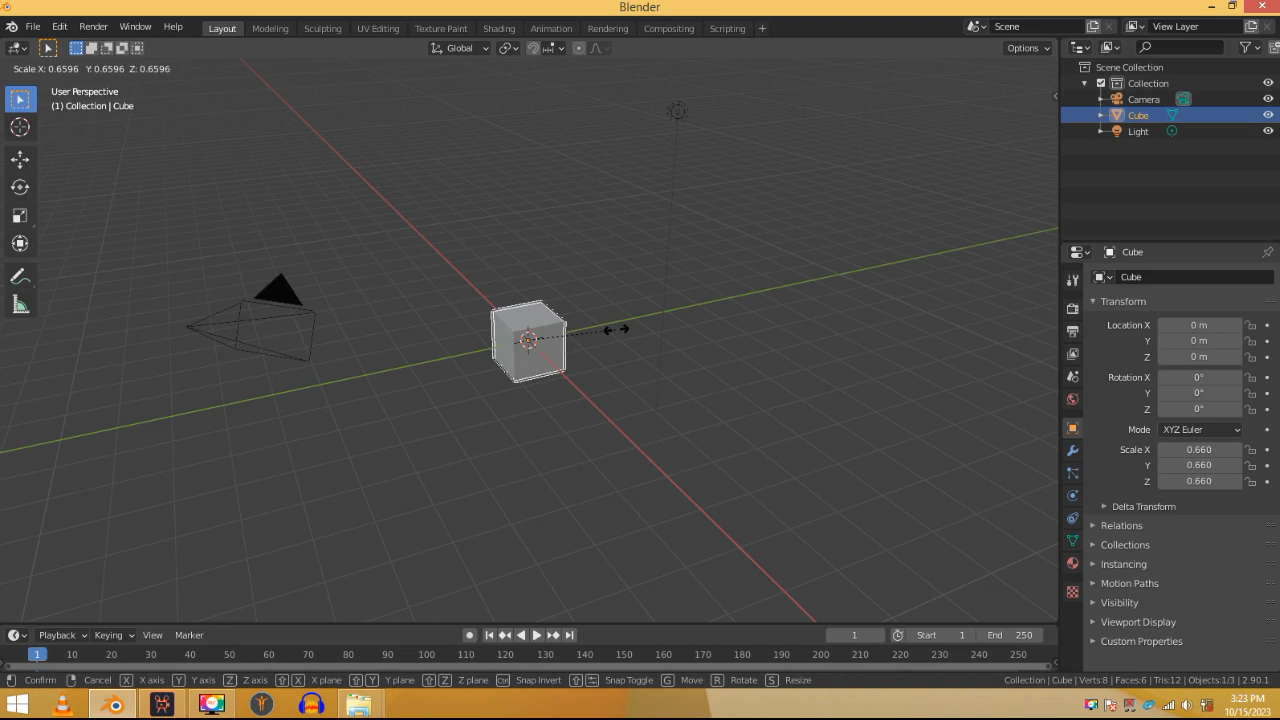 Blender
File Edit Render Window Help Layout Modeling Sculpting UV Editing Texture Paint Shading Animation Rendering Compositing Scripting + Scene View Layer
Global Options
Scale X: 0.6596 Y: 0.6596 Z: 0.6596
User Perspective
(1) Collection | Cube
Scene Collection
Collection
Camera
Cube
Light
Cube
Cube
Transform
Location X 0 m
Y 0 m
Z 0 m
Rotation X 0°
Y 0°
Z 0°
Mode XYZ Euler
Scale X 0.660
Y 0.660
Z 0.660
Delta Transform
Relations
Collections
Instancing
Motion Paths
Visibility
Viewport Display
Custom Properties
Playback Keying View Marker 1 Start 1 End 250
1 10 20 30 40 50 60 70 80 90 100 110 120 130 140 150 160 170 180 190 200 210 220 230 240 250
Confirm Cancel X X axis Y Y axis Z Z axis X X plane Y Y plane Z Z plane Ctrl Snap Invert Snap Toggle G Move R Rotate S Resize Collection | Cube | Verts:8 | Faces:6 | Tris:12 | Objects:1/3 | 2.90.1
3:23 PM
10/15/2023